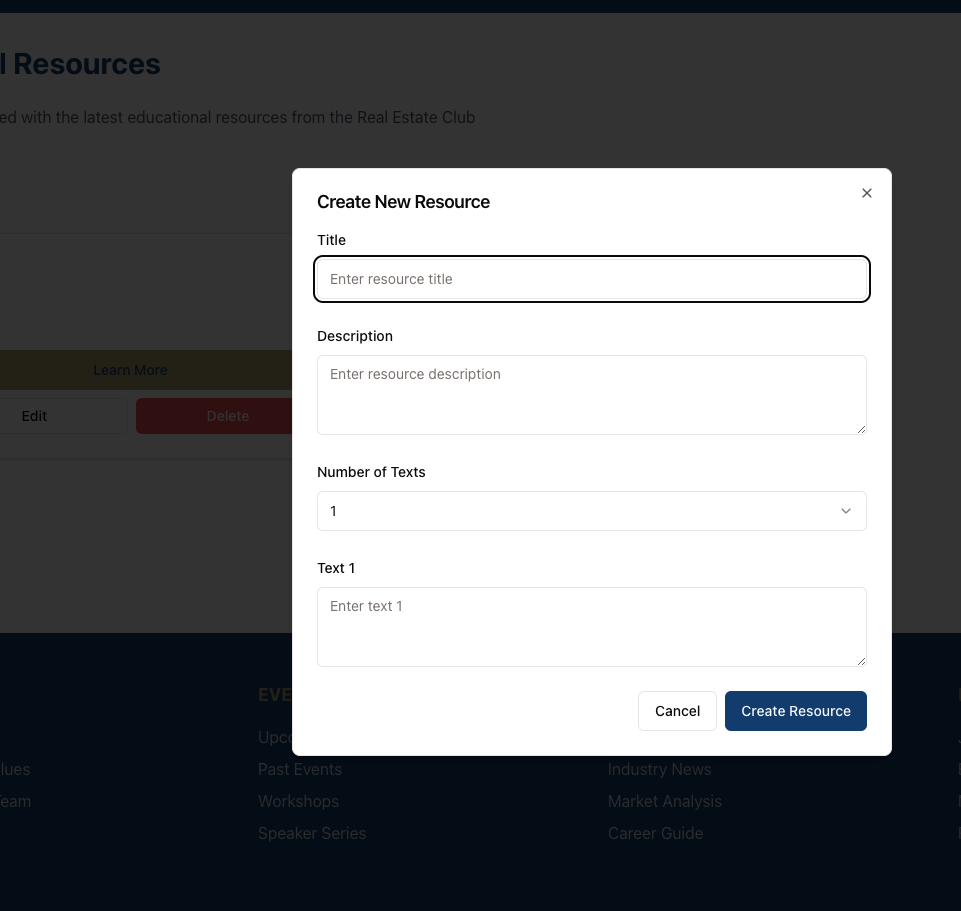 Resources
ed with the latest educational resources from the Real Estate Club
Create New Resource
Title
Enter resource title
Description
Enter resource description
Learn More
Edit
Delete
Number of Texts
1
Text 1
Enter text 1
Cancel
Create Resource
EVE
Upco
lues
Past Events
Industry News
Team
Workshops
Market Analysis
Speaker Series
Career Guide